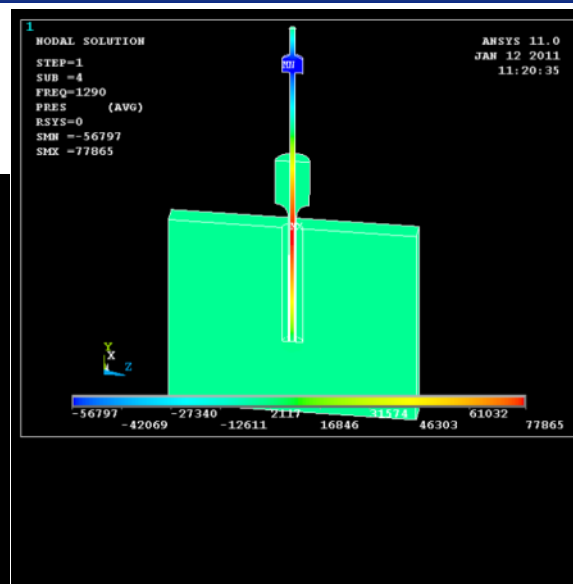 1
NODAL SOLUTION
STEP=1
SUB =4
FREQ=1290
PRES (AVG)
RSYS=0
SMN =-56797
SMX =77865
ANSYS 11.0
JAN 12 2011
11:20:35
MN
Y
X
Z
-56797 -27340 2117 31574 61032
-42069 -12611 16846 46303 77865